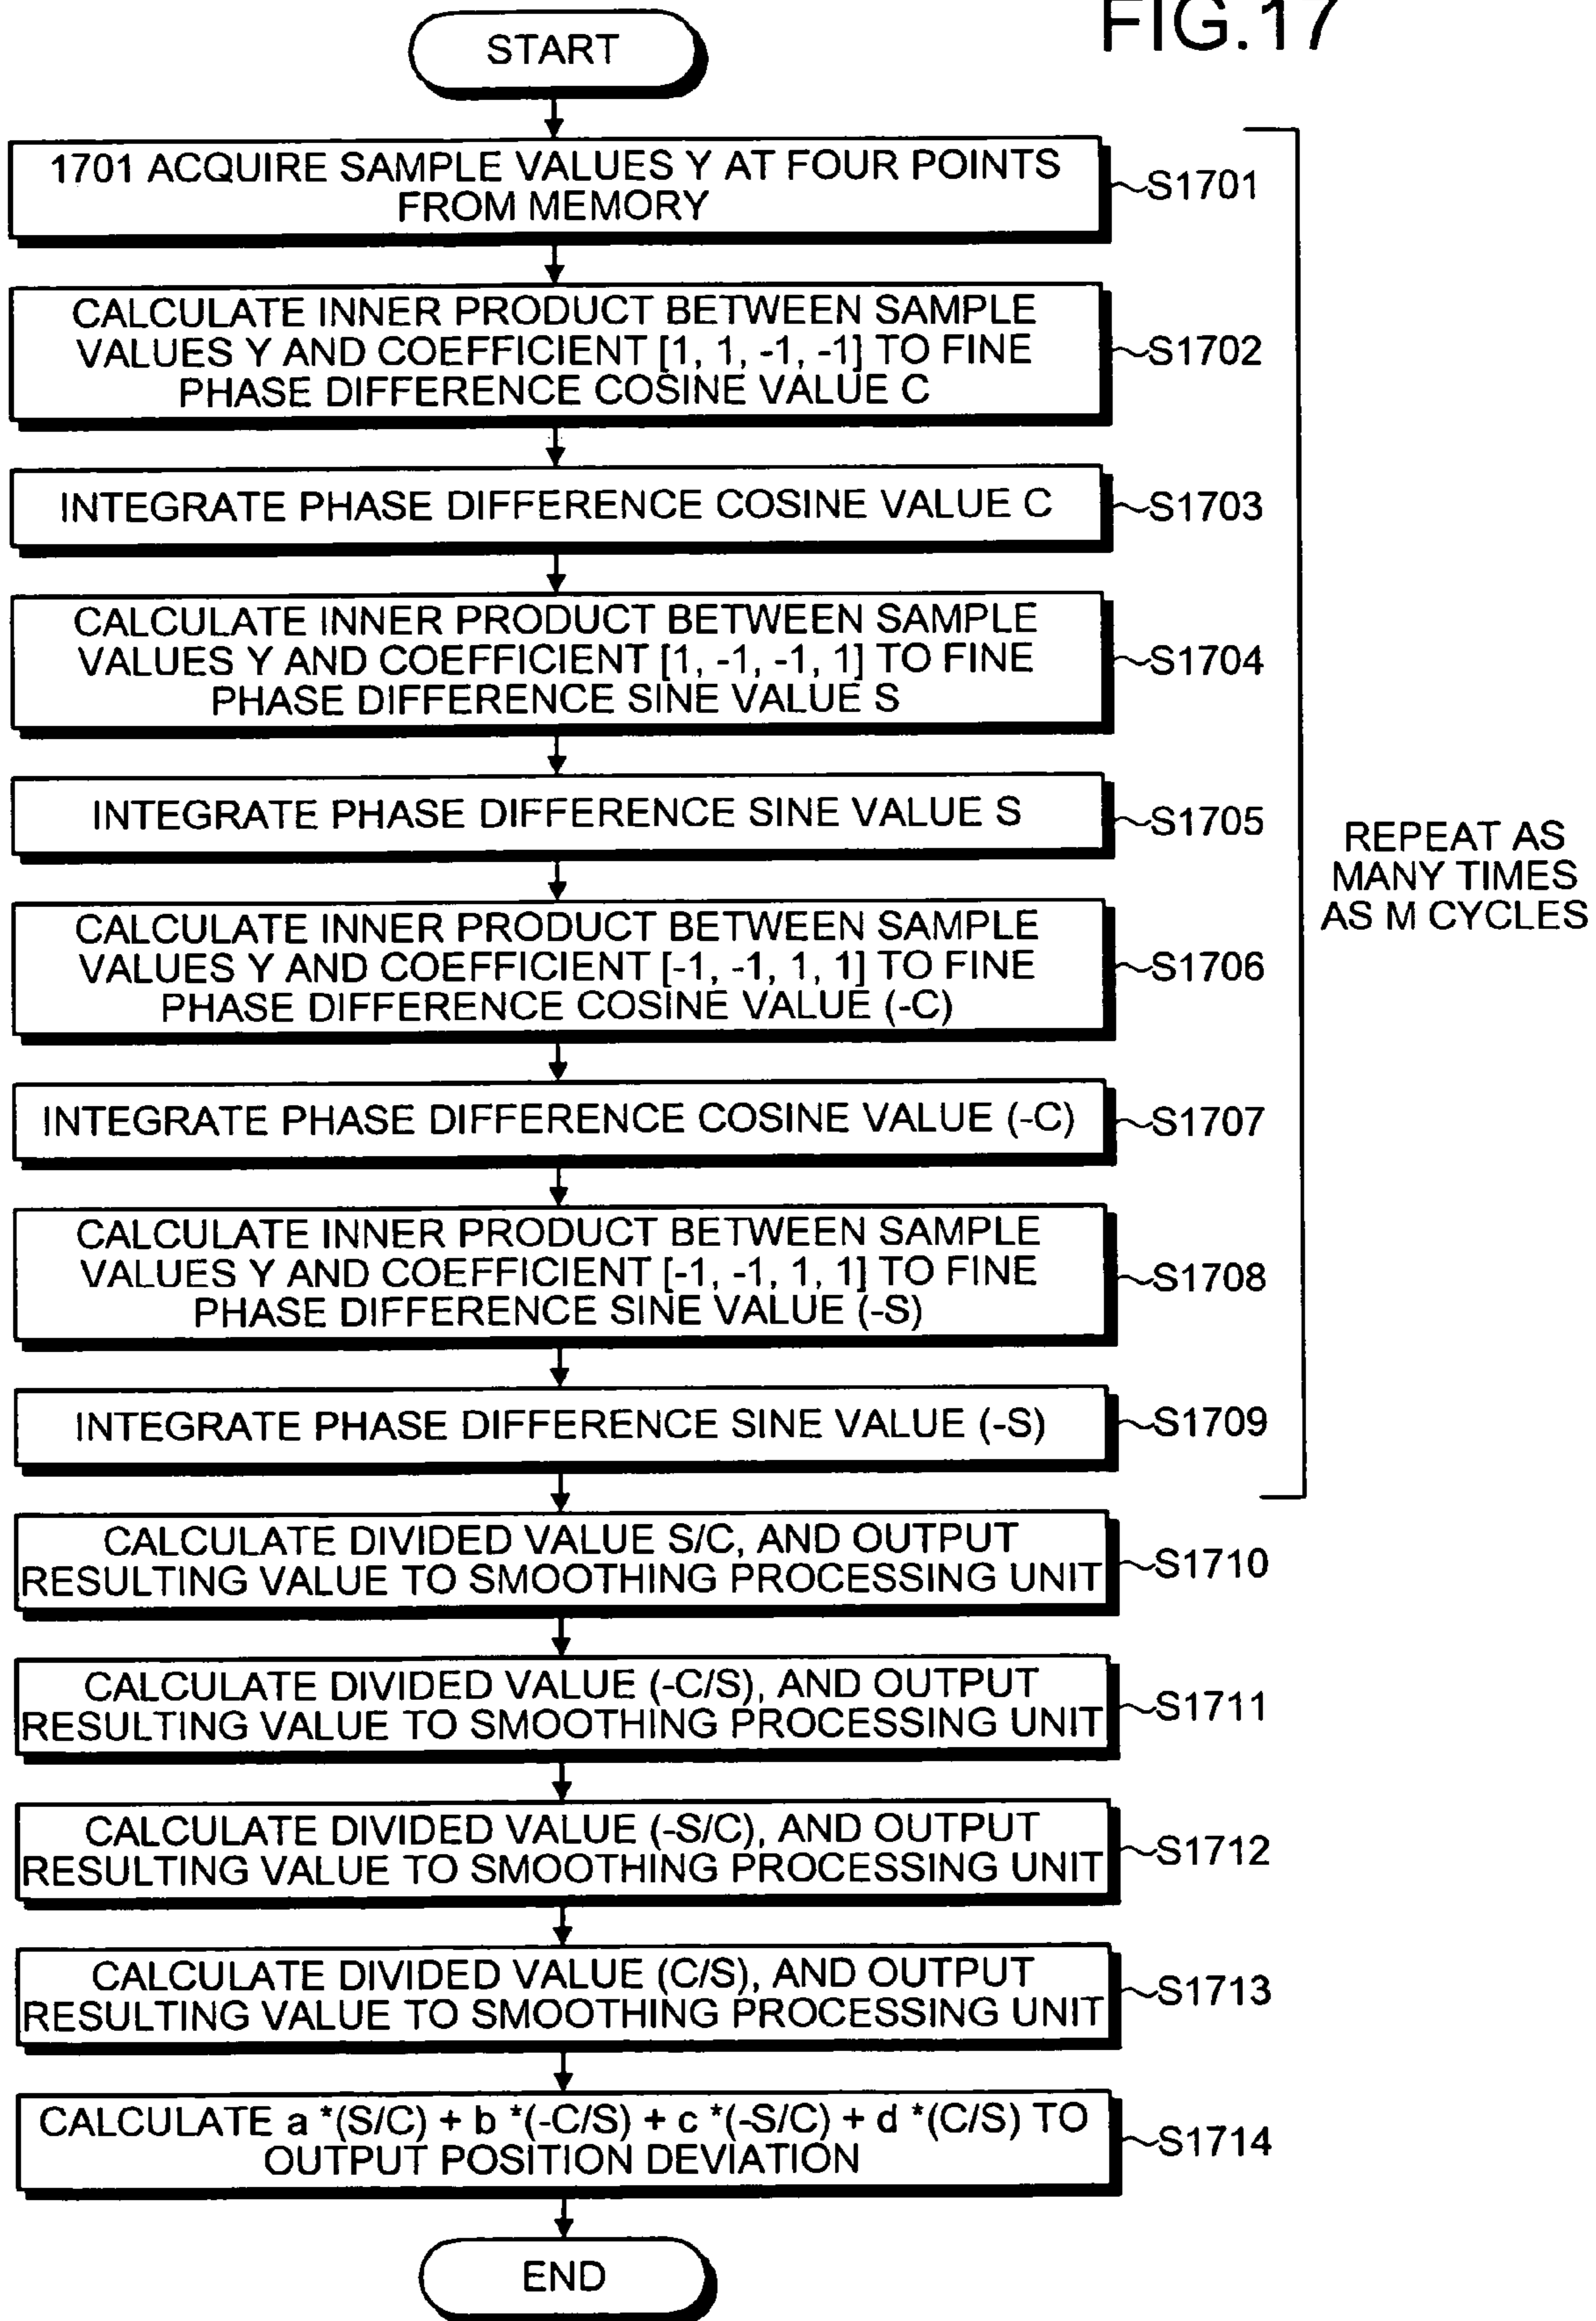 FIG.17
START
1701 ACQUIRE SAMPLE VALUES Y AT FOUR POINTS
FROM MEMORY
S1701
CALCULATE INNER PRODUCT BETWEEN SAMPLE
VALUES Y AND COEFFICIENT [1, 1, -1, -1] TO FINE
PHASE DIFFERENCE COSINE VALUE C
S1702
INTEGRATE PHASE DIFFERENCE COSINE VALUE C
S1703
CALCULATE INNER PRODUCT BETWEEN SAMPLE
VALUES Y AND COEFFICIENT [1, -1, -1, 1] TO FINE
PHASE DIFFERENCE SINE VALUE S
S1704
INTEGRATE PHASE DIFFERENCE SINE VALUE S
S1705
REPEAT AS
MANY TIMES
AS M CYCLES
CALCULATE INNER PRODUCT BETWEEN SAMPLE
VALUES Y AND COEFFICIENT [-1, -1, 1, 1] TO FINE
PHASE DIFFERENCE COSINE VALUE (-C)
S1706
INTEGRATE PHASE DIFFERENCE COSINE VALUE (-C)
S1707
CALCULATE INNER PRODUCT BETWEEN SAMPLE
VALUES Y AND COEFFICIENT [-1, -1, 1, 1] TO FINE
PHASE DIFFERENCE SINE VALUE (-S)
S1708
INTEGRATE PHASE DIFFERENCE SINE VALUE (-S)
S1709
CALCULATE DIVIDED VALUE S/C, AND OUTPUT
RESULTING VALUE TO SMOOTHING PROCESSING UNIT
S1710
CALCULATE DIVIDED VALUE (-C/S), AND OUTPUT
RESULTING VALUE TO SMOOTHING PROCESSING UNIT
S1711
CALCULATE DIVIDED VALUE (-S/C), AND OUTPUT
RESULTING VALUE TO SMOOTHING PROCESSING UNIT
S1712
CALCULATE DIVIDED VALUE (C/S), AND OUTPUT
RESULTING VALUE TO SMOOTHING PROCESSING UNIT
S1713
CALCULATE a *(S/C) + b *(-C/S) + c *(-S/C) + d *(C/S) TO
OUTPUT POSITION DEVIATION
S1714
END